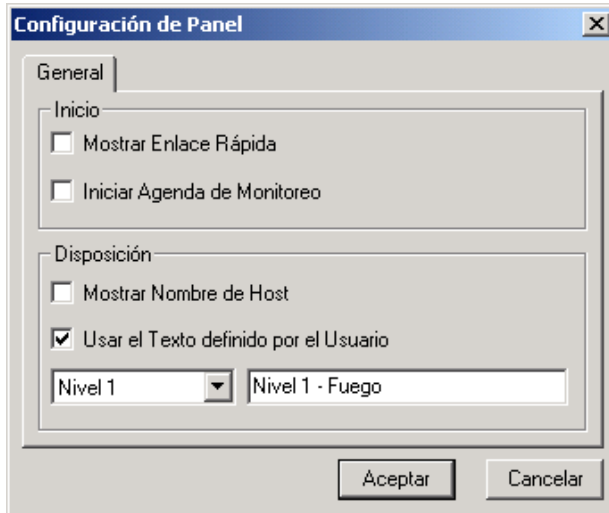 Configuración de Panel
General
Inicio
Mostrar Enlace Rápida
Iniciar Agenda de Monitoreo
Disposición
Mostrar Nombre de Host
Usar el Texto definido por el Usuario
Nivel 1 Nivel 1 - Fuego
Aceptar Cancelar